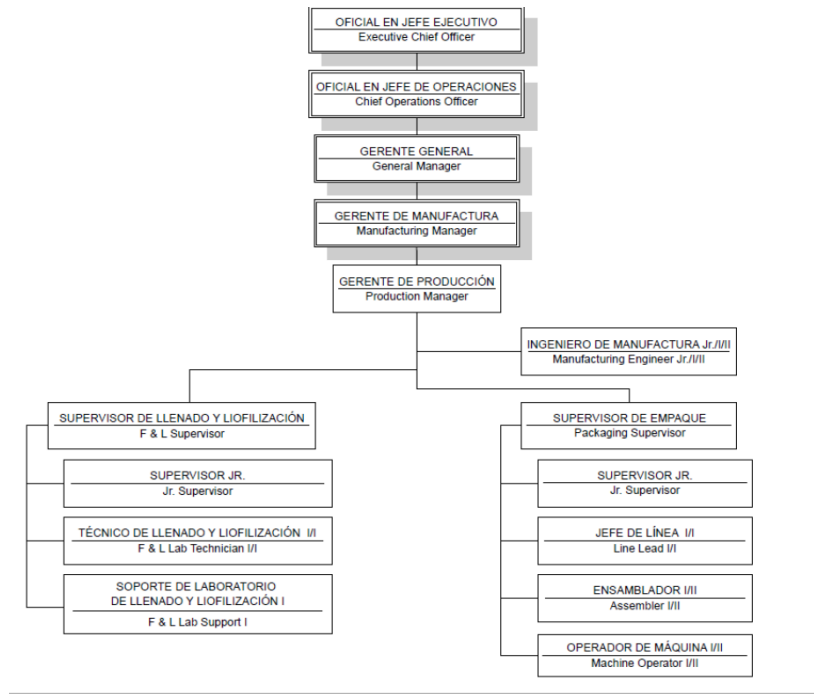 OFICIAL EN JEFE EJECUTIVO
Executive Chief Officer
OFICIAL EN JEFE DE OPERACIONES
Chief Operations Officer
GERENTE GENERAL
General Manager
GERENTE DE MANUFACTURA
Manufacturing Manager
GERENTE DE PRODUCCIÓN
Production Manager
INGENIERO DE MANUFACTURA Jr./I/II
Manufacturing Engineer Jr./I/II
SUPERVISOR DE LLENADO Y LIOFILIZACIÓN
F & L Supervisor
SUPERVISOR JR.
Jr. Supervisor
TÉCNICO DE LLENADO Y LIOFILIZACIÓN I/I
F & L Lab Technician I/I
SOPORTE DE LABORATORIO
DE LLENADO Y LIOFILIZACIÓN I
F & L Lab Support I
SUPERVISOR DE EMPAQUE
Packaging Supervisor
SUPERVISOR JR.
Jr. Supervisor
JEFE DE LÍNEA I/I
Line Lead I/I
ENSAMBLADOR I/II
Assembler I/II
OPERADOR DE MÁQUINA I/II
Machine Operator I/II